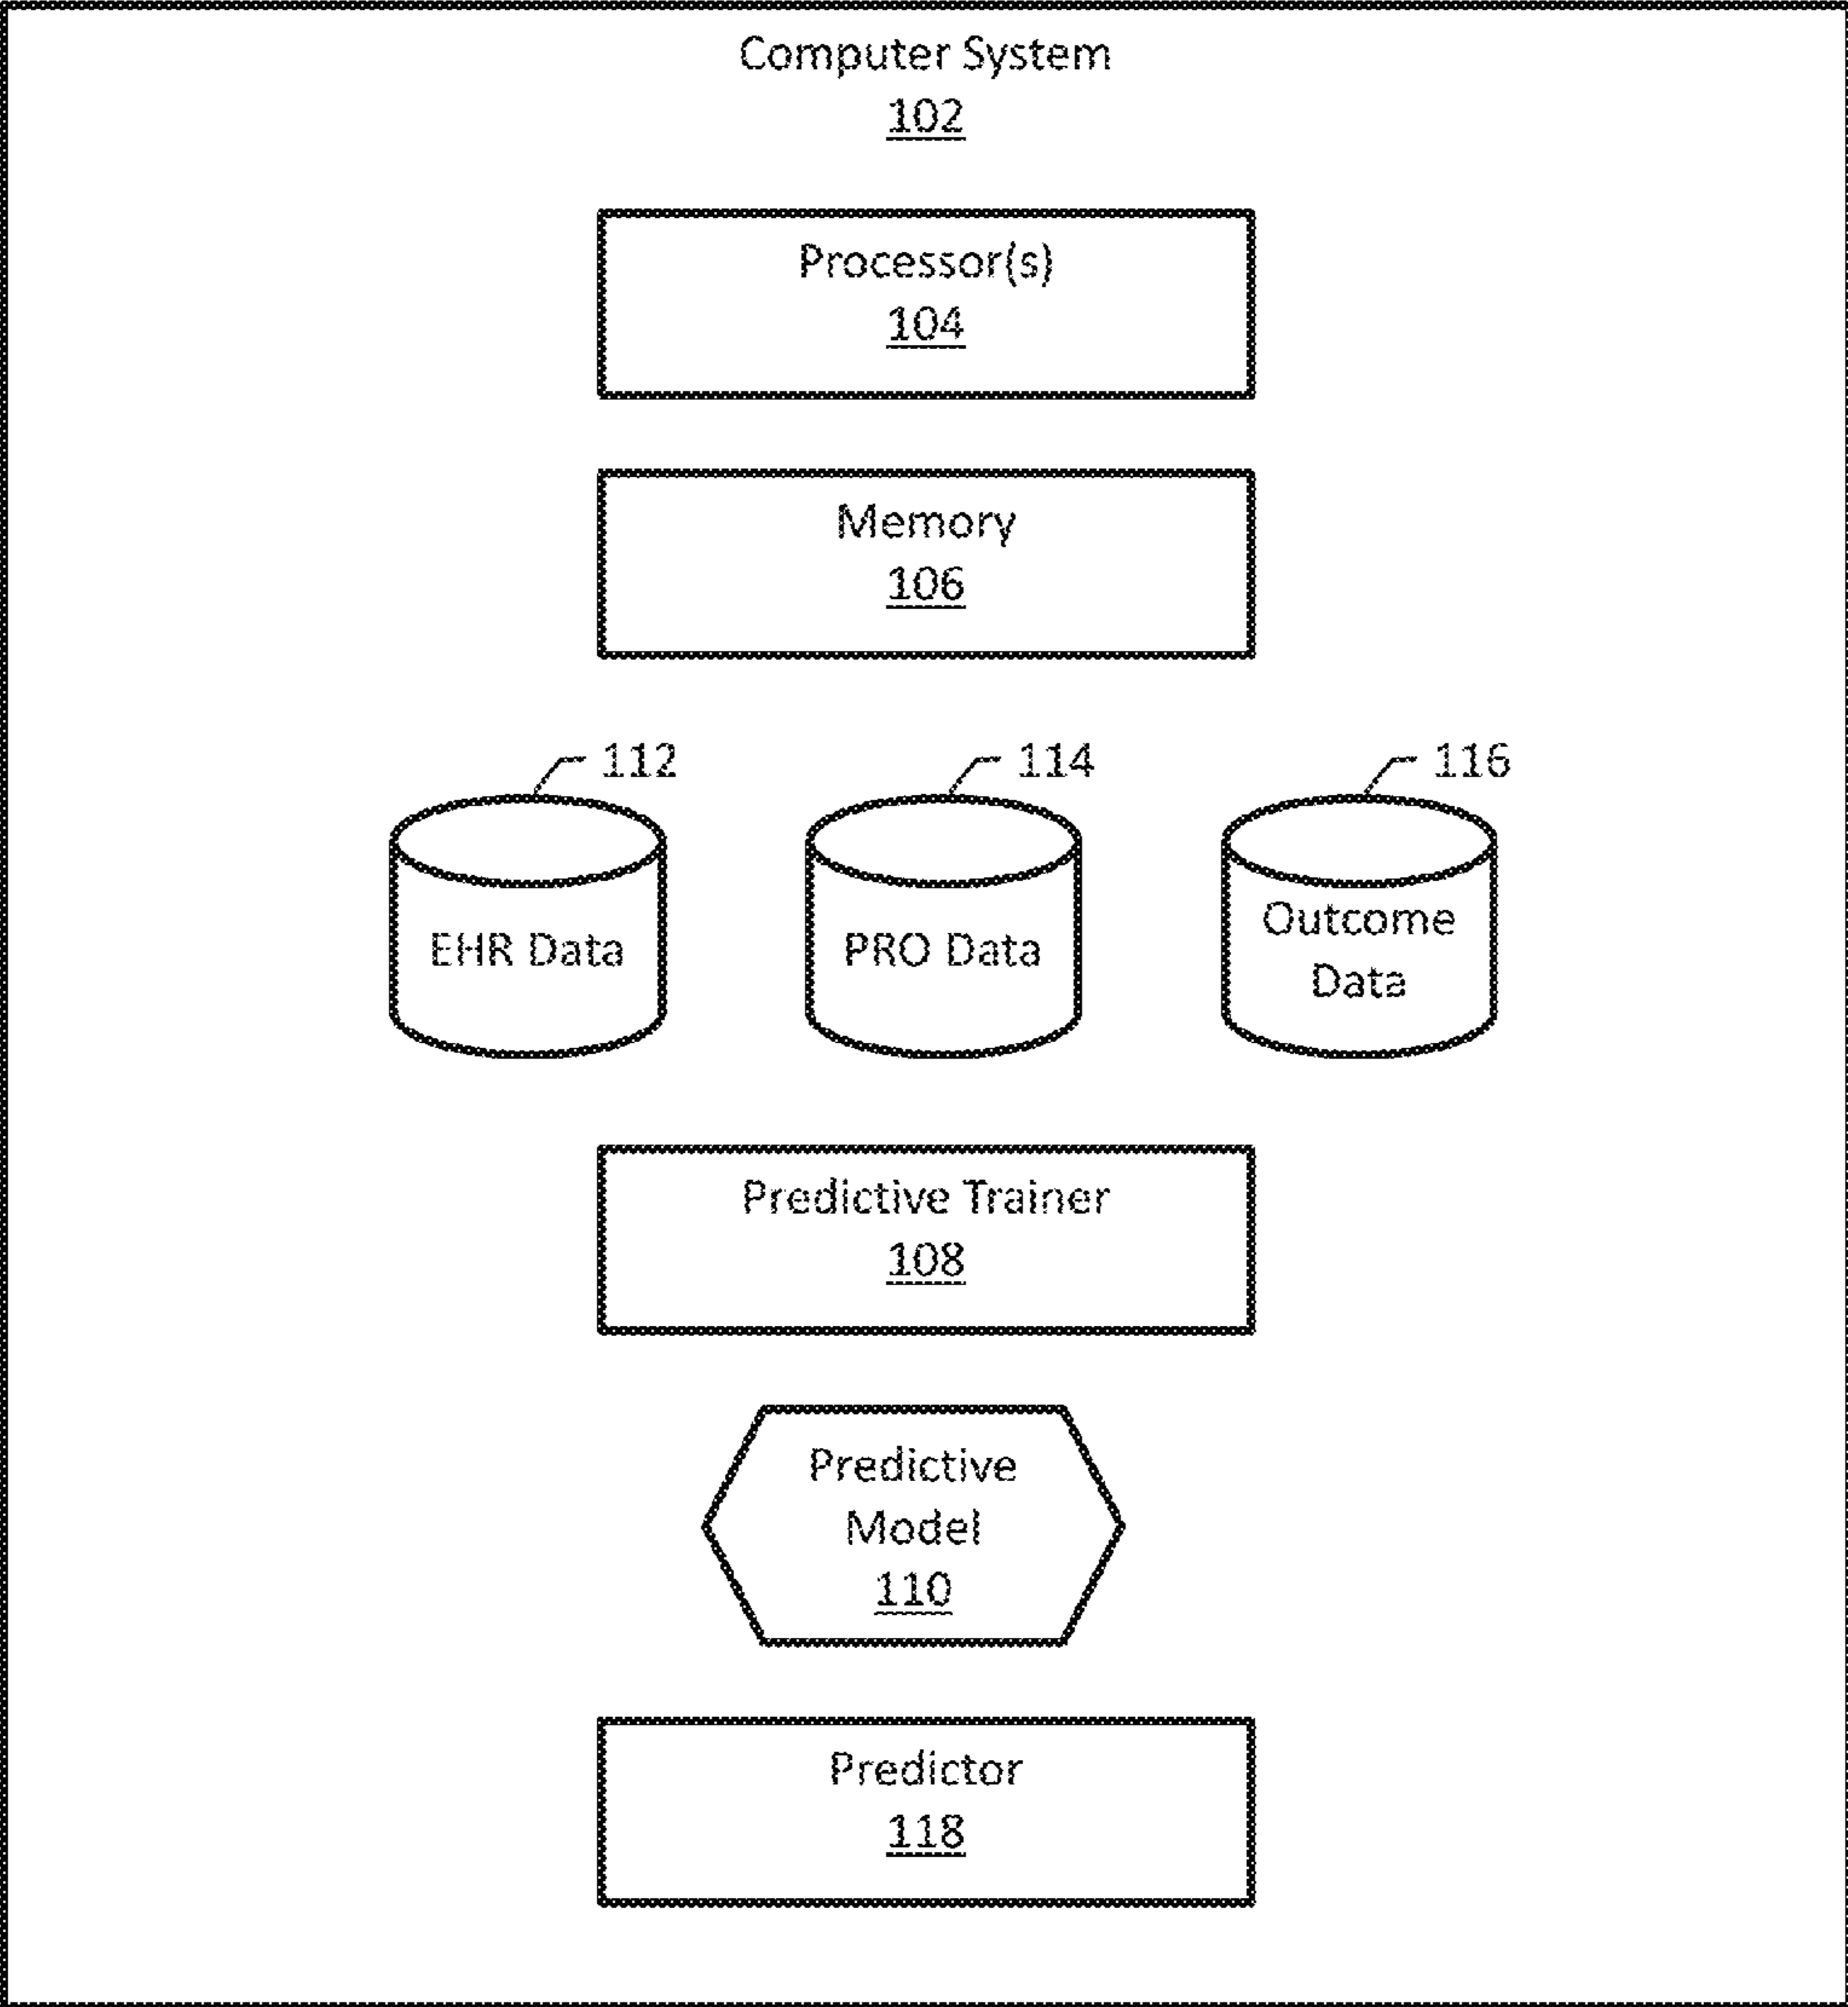 Computer System
102
Processor(s)
104
Memory
106
112
114
116
EHR Data
PRO Data
Outcome
Data
Predictive Trainer
108
Predictive
Model
110
Predictor
118